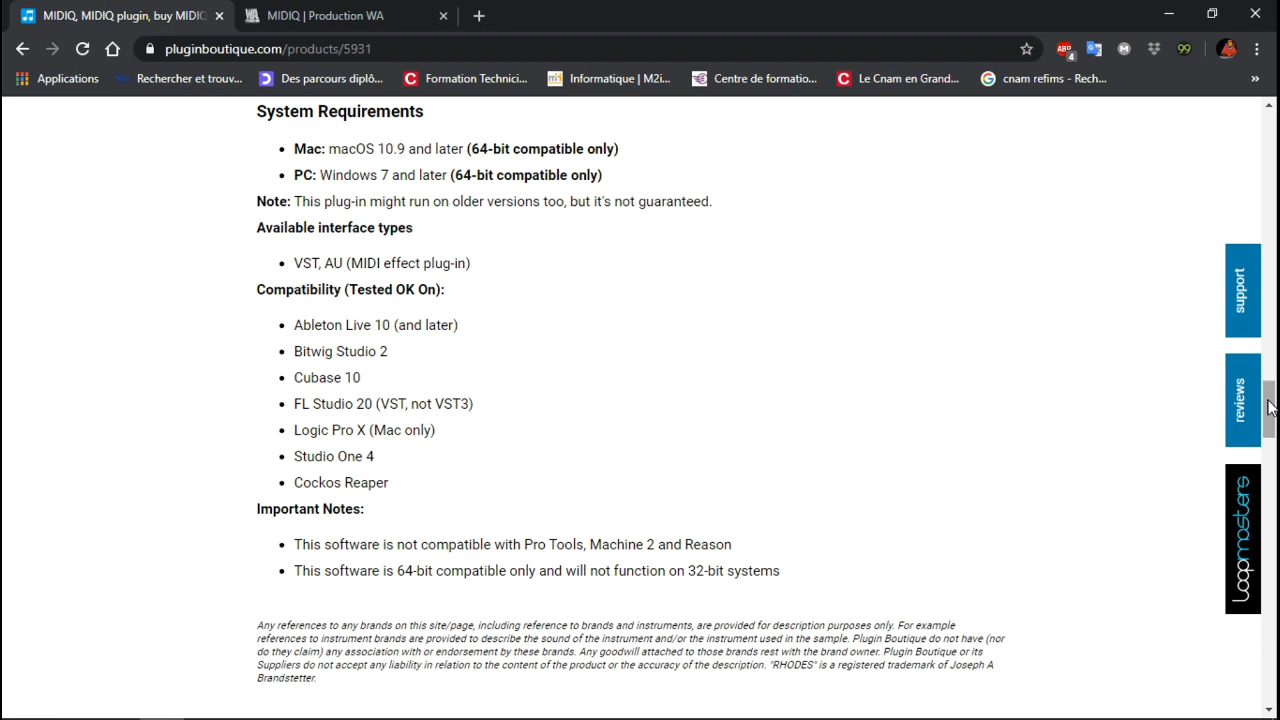 MIDIQ, MIDIQ plugin, buy MIDIQ
MIDIQ | Production WA
pluginboutique.com/products/5931
ABP
4
M
99
Applications
Rechercher et trouv...
Des parcours diplô...
Formation Technici...
Informatique | M2i...
Centre de formatio...
Le Cnam en Grand...
cnam refims - Rech...
System Requirements
• Mac: macOS 10.9 and later (64-bit compatible only)
• PC: Windows 7 and later (64-bit compatible only)
Note: This plug-in might run on older versions too, but it's not guaranteed.
Available interface types
• VST, AU (MIDI effect plug-in)
Compatibility (Tested OK On):
• Ableton Live 10 (and later)
• Bitwig Studio 2
• Cubase 10
• FL Studio 20 (VST, not VST3)
• Logic Pro X (Mac only)
• Studio One 4
• Cockos Reaper
Important Notes:
• This software is not compatible with Pro Tools, Machine 2 and Reason
• This software is 64-bit compatible only and will not function on 32-bit systems
Any references to any brands on this site/page, including reference to brands and instruments, are provided for description purposes only. For example
references to instrument brands are provided to describe the sound of the instrument and/or the instrument used in the sample. Plugin Boutique do not have (nor
do they claim) any association with or endorsement by these brands. Any goodwill attached to those brands rest with the brand owner. Plugin Boutique or its
Suppliers do not accept any liability in relation to the content of the product or the accuracy of the description. "RHODES" is a registered trademark of Joseph A
Brandstetter.
support
reviews
Loopmasters